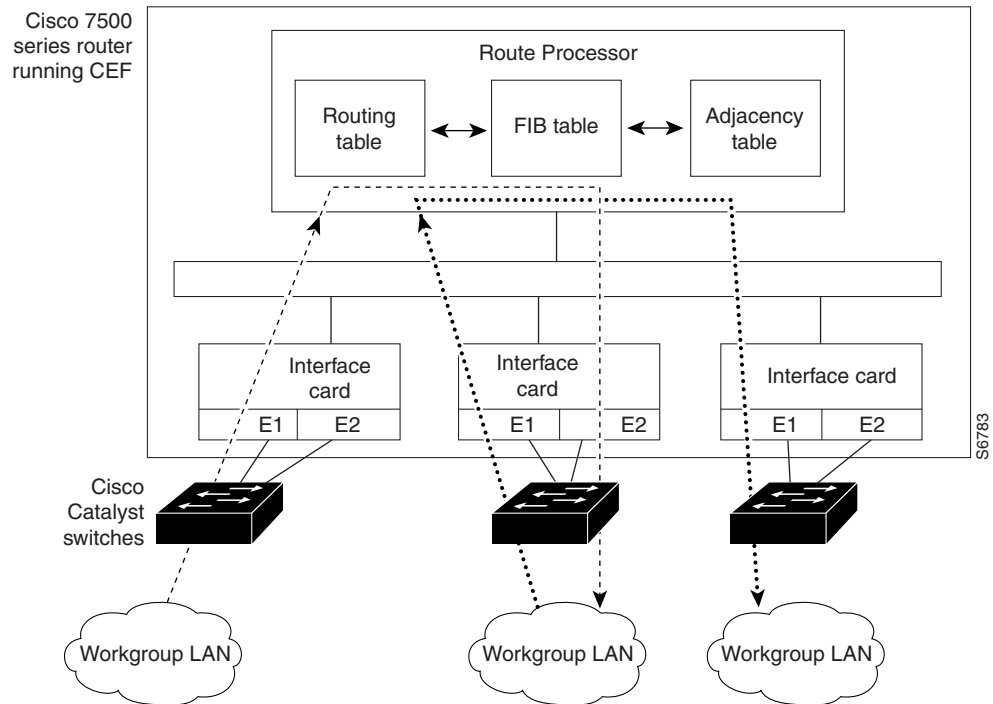 Cisco 7500
series router
running CEF
Route Processor
Routing
table
FIB table
Adjacency
table
Interface
card
E1
E2
Interface
card
E1
E2
Interface card
E1
E2
S6783
Cisco
Catalyst
switches
Workgroup LAN
Workgroup LAN
Workgroup LAN